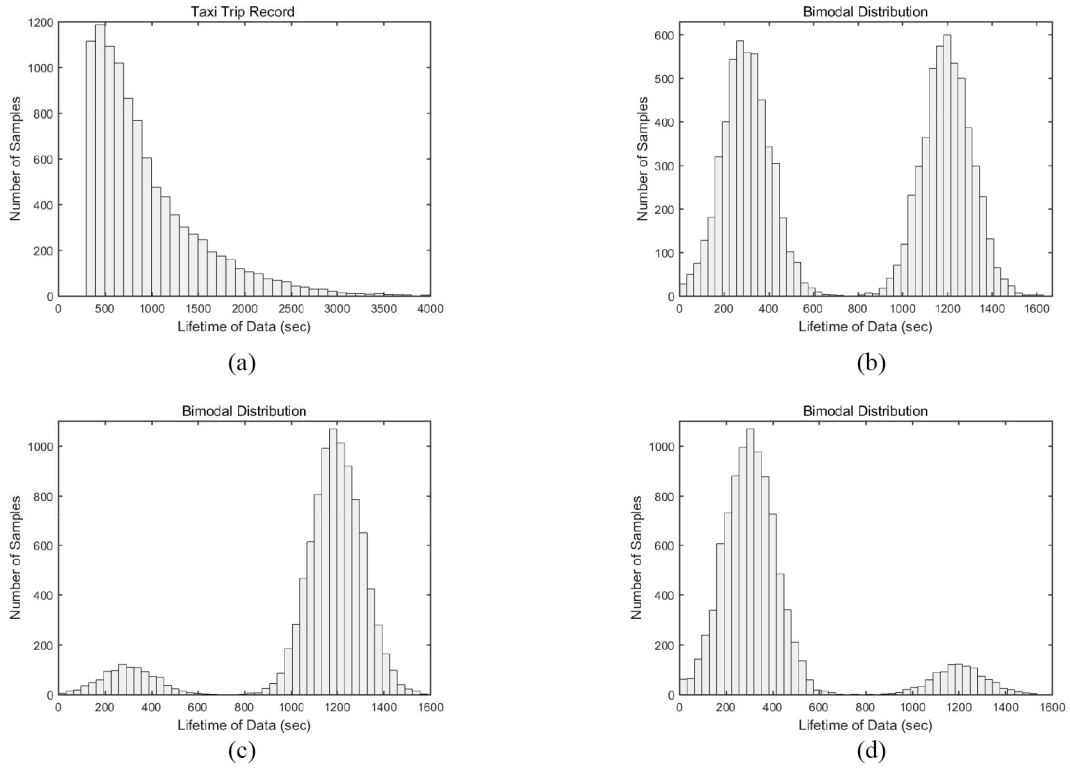 Taxi Trip Record
1200
1000
800
600
400
200
0
Number of Samples
0 500 1000 1500 2000 2500 3000 3500 4000
Lifetime of Data (sec)
(a)
Bimodal Distribution
600
500
400
300
200
100
0
Number of Samples
0 200 400 600 800 1000 1200 1400 1600
Lifetime of Data (sec)
(b)
Bimodal Distribution
1000
800
600
400
200
0
Number of Samples
0 200 400 600 800 1000 1200 1400 1600
Lifetime of Data (sec)
(c)
Bimodal Distribution
1000
800
600
400
200
0
Number of Samples
0 200 400 600 800 1000 1200 1400 1600
Lifetime of Data (sec)
(d)